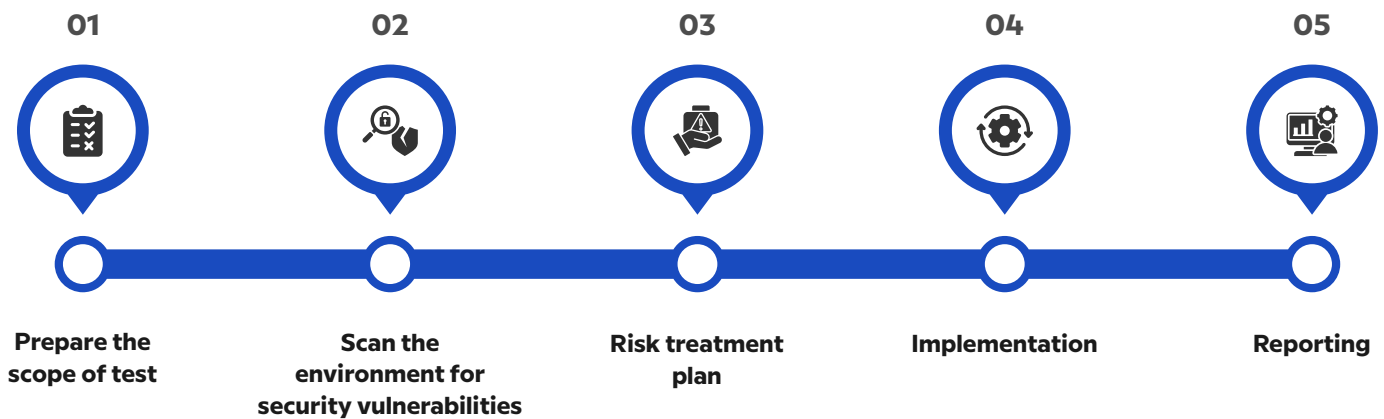 01
02
03
04
05
Prepare the
scope of test
Scan the
environment for
security vulnerabilities
Risk treatment
plan
Implementation
Reporting